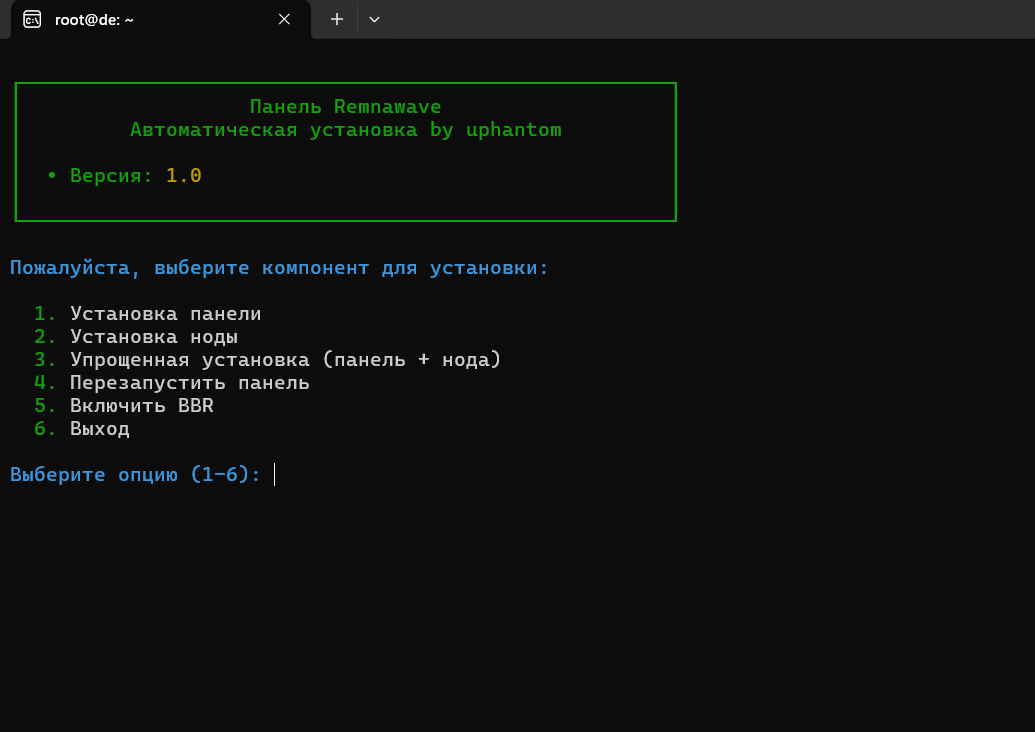 root@de: ~
Панель Remnawave
Автоматическая установка by uphantom
• Версия: 1.0
Пожалуйста, выберите компонент для установки:
1. Установка панели
2. Установка ноды
3. Упрощенная установка (панель + нода)
4. Перезапустить панель
5. Включить BBR
6. Выход
Выберите опцию (1-6):